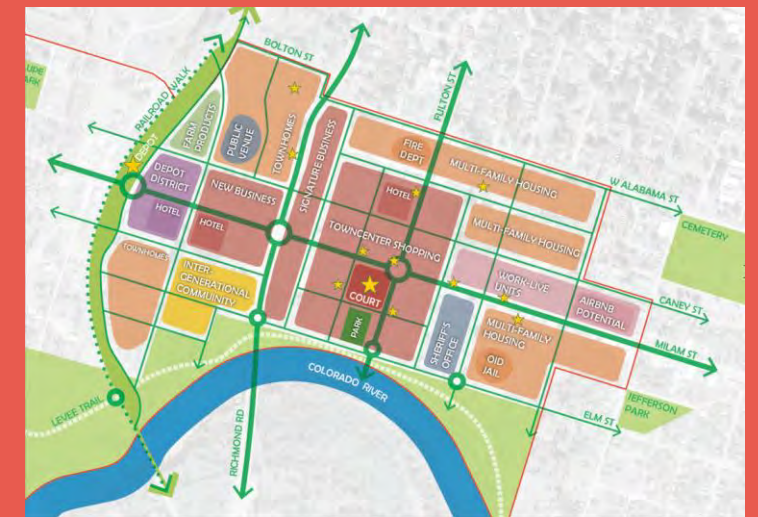 BOLTON ST
FULTON ST
RAILROAD WALK
DEPOT
FARM
PRODUCTS
PUBLIC
VENUE
TOWNHOMES
SIGNATURE BUSINESS
FIRE
DEPT
MULTI-FAMILY HOUSING
W ALABAMA ST
CEMETERY
DEPOT
DISTRICT
HOTEL
NEW BUSINESS
HOTEL
HOTEL
TOWNCENTER SHOPPING
MULTI-FAMILY HOUSING
TOWNHOMES
INTER-
GENERATIONAL
COMMUINITY
COURT
PARK
WORK-LIVE
UNITS
AIRBNB
POTENTIAL
CANEY ST
MILAM ST
SHERIFF'S
OFFICE
MULTI-FAMILY
HOUSING
OlD
JAIL
COLORADO RIVER
LEVEE TRAIL
RICHMOND RD
ELM ST
JEFFERSON
PARK